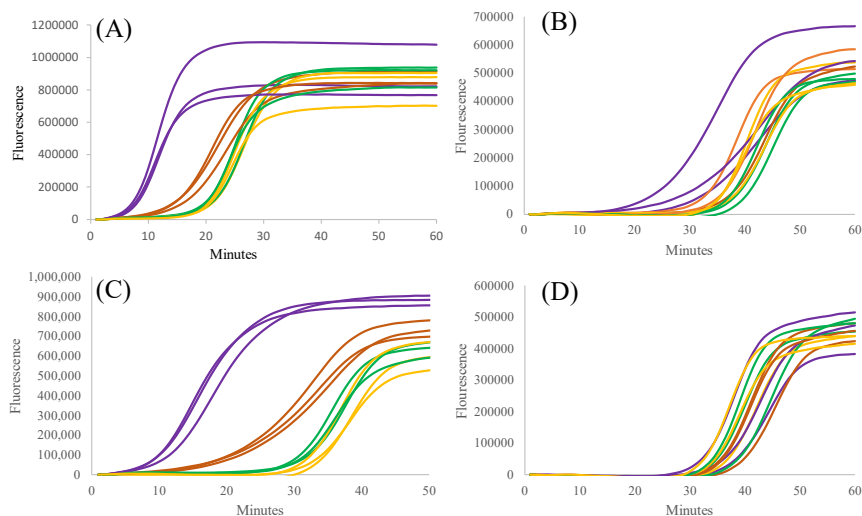 (A)
Fluorescence
1200000
1000000
800000
600000
400000
200000
0
0 10 20 30 40 50 60
Minutes
(B)
Flourescence
700000
600000
500000
400000
300000
200000
100000
0
0 10 20 30 40 50 60
Minutes
(C)
Fluorescence
1,000,000
900,000
800,000
700,000
600,000
500,000
400,000
300,000
200,000
100,000
0
0 10 20 30 40 50
Minutes
(D)
Flourescence
600000
500000
400000
300000
200000
100000
0
0 10 20 30 40 50 60
Minutes